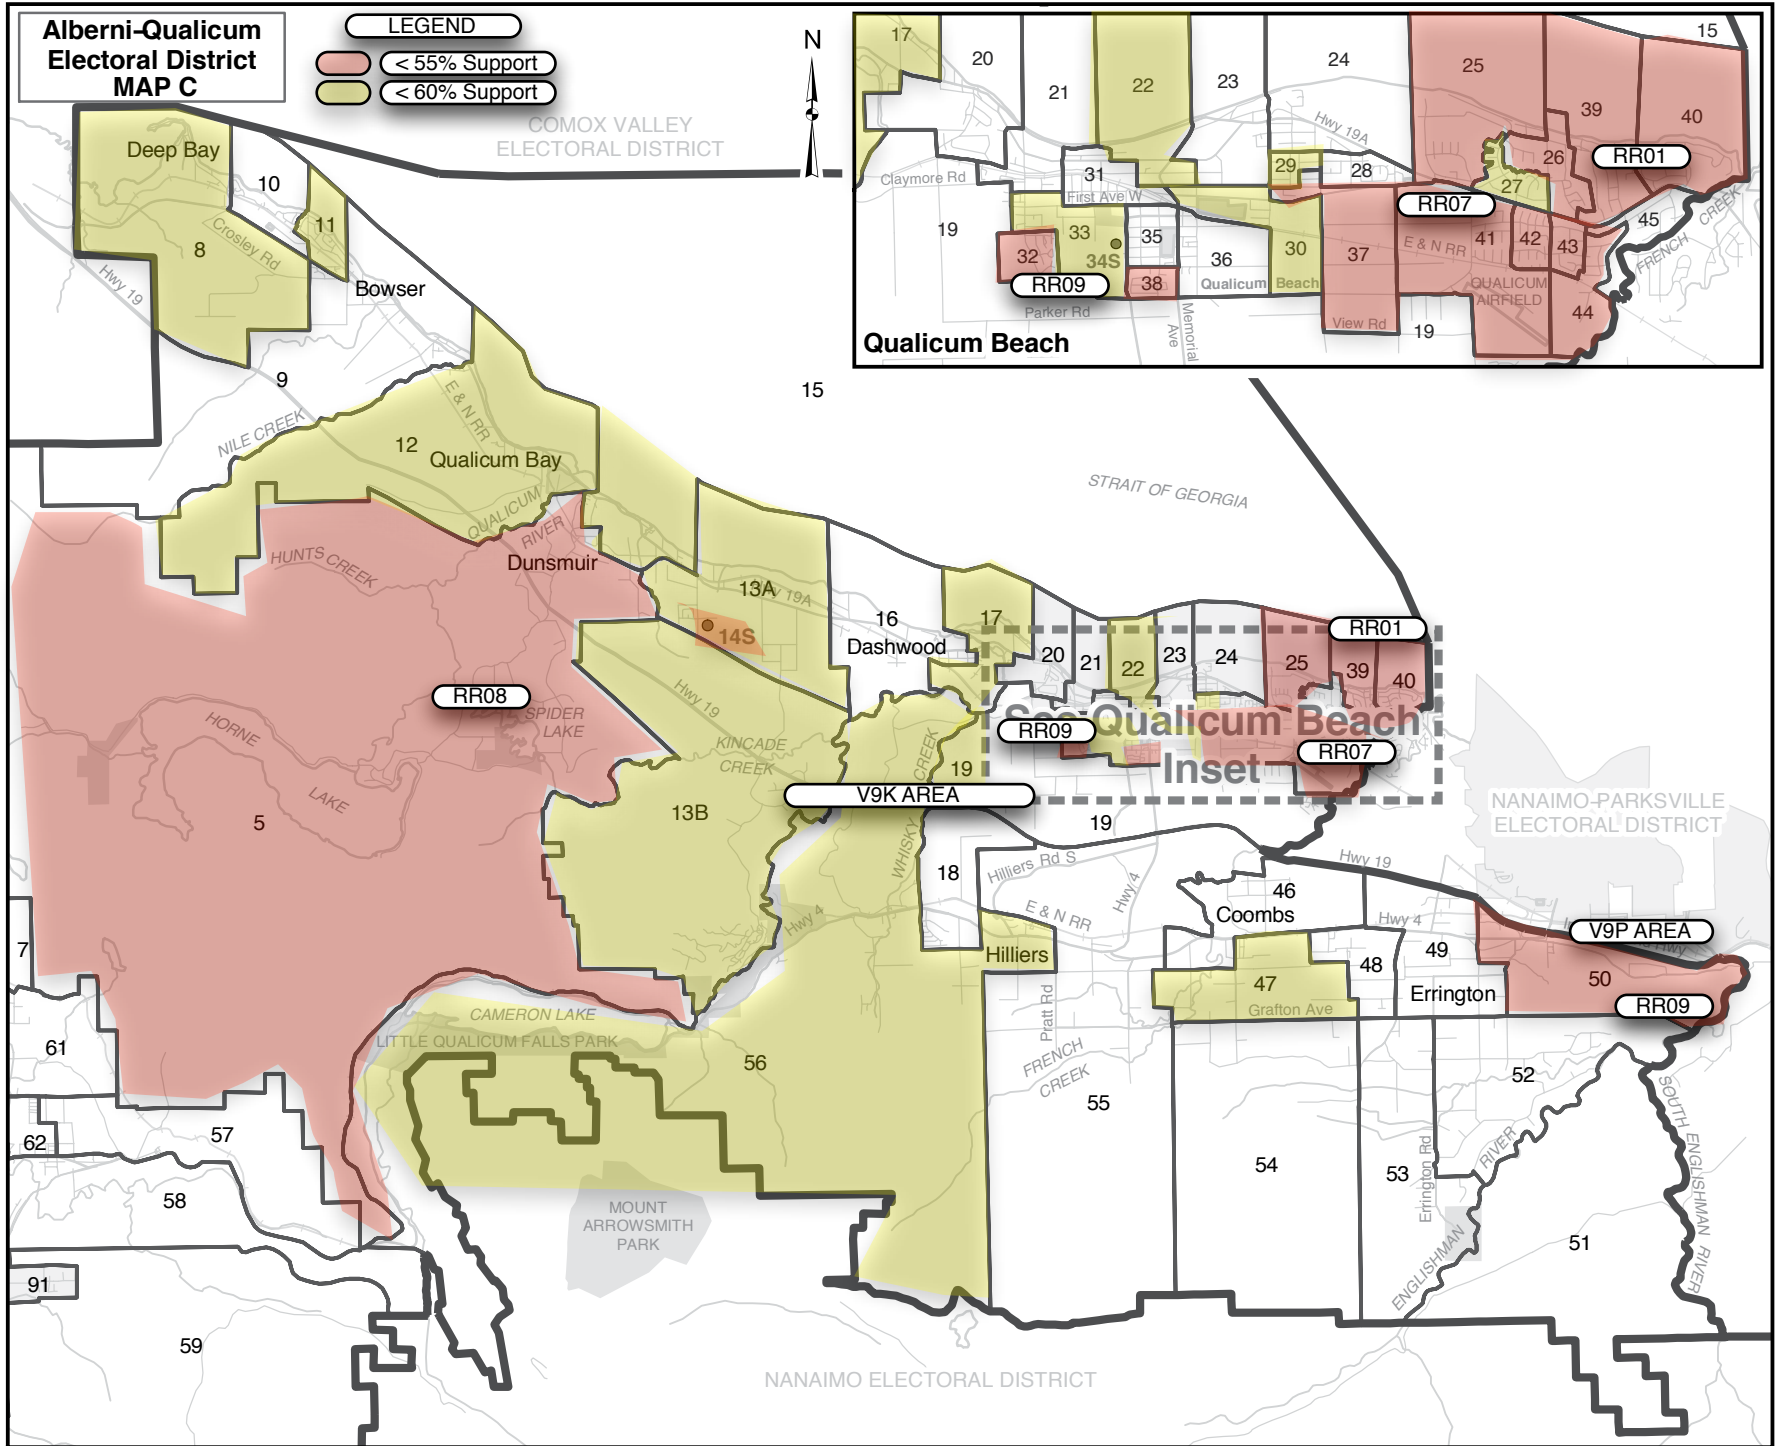 Alberni-Qualicum
Electoral District
MAP C
LEGEND
< 55% Support
< 60% Support
N
COMOX VALLEY
ELECTORAL DISTRICT
17
20
21
22
23
24
25
15
39
40
Hwy 19A
26
RR01
29
28
27
31
Claymore Rd
First Ave W
RR07
CREEK
45
19
33
35
32
34S
36
30
37
E & N RR
41
42
43
FRENCH
RR09
38
Qualicum
Beach
QUALICUM
AIRFIELD
44
Parker Rd
Memorial
Ave
View Rd
19
Qualicum Beach
Deep Bay
10
11
8
Crosley Rd
Hwy 19
Bowser
9
15
NILE CREEK
E & N RR
12
Qualicum Bay
QUALICUM
RIVER
STRAIT OF GEORGIA
HUNTS CREEK
Dunsmuir
13A
Hwy 19A
14S
16
Dashwood
17
20
21
22
23
24
25
39
40
RR01
RR08
SPIDER
LAKE
Hwy 19
HORNE
LAKE
KINCADE
CREEK
CREEK
19
See Qualicum Beach
Inset
RR09
RR07
V9K AREA
5
13B
19
NANAIMO-PARKSVILLE
ELECTORAL DISTRICT
WHISKY
18
Hilliers Rd S
Hwy 4
Hwy 19
46
Coombs
E & N RR
Hwy 4
Hwy 4
V9P AREA
Hwy
7
Hilliers
47
48
49
50
Grafton Ave
Errington
RR09
CAMERON LAKE
LITTLE QUALICUM FALLS PARK
Pratt Rd
61
56
FRENCH
CREEK
52
55
62
57
RIVER
SOUTH ENGLISHMAN RIVER
54
53
Errington Rd
58
MOUNT
ARROWSMITH
PARK
51
ENGLISHMAN
91
59
NANAIMO ELECTORAL DISTRICT